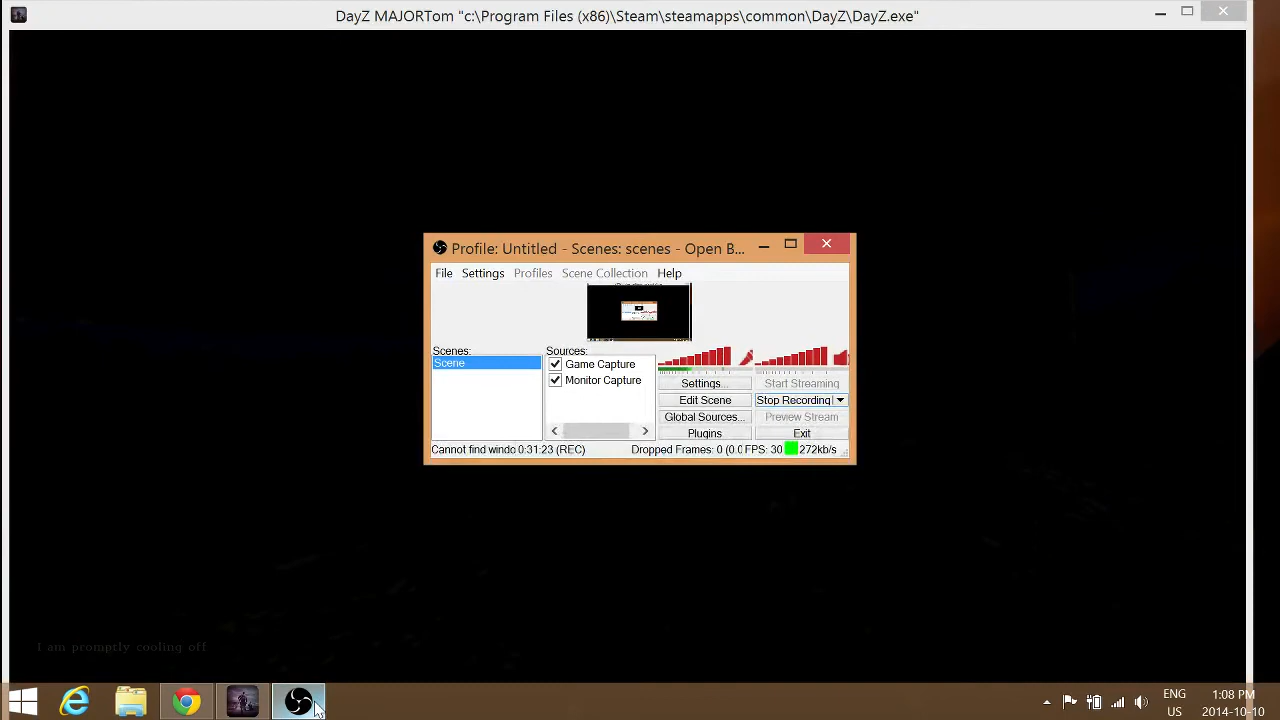 DayZ MAJORTom "c:\Program Files (x86)\Steam\steamapps\common\DayZ\DayZ.exe"
Profile: Untitled - Scenes: scenes - Open B...
File Settings Profiles Scene Collection Help
Scenes: Sources:
Scene
Game Capture
Monitor Capture
Settings... Start Streaming
Edit Scene Stop Recording
Global Sources... Preview Stream
Plugins Exit
Cannot find windo 0:31:23 (REC) Dropped Frames: 0 (0.0 FPS: 30 272kb/s
I am promptly cooling off
ENG 1:08 PM
US 2014-10-10